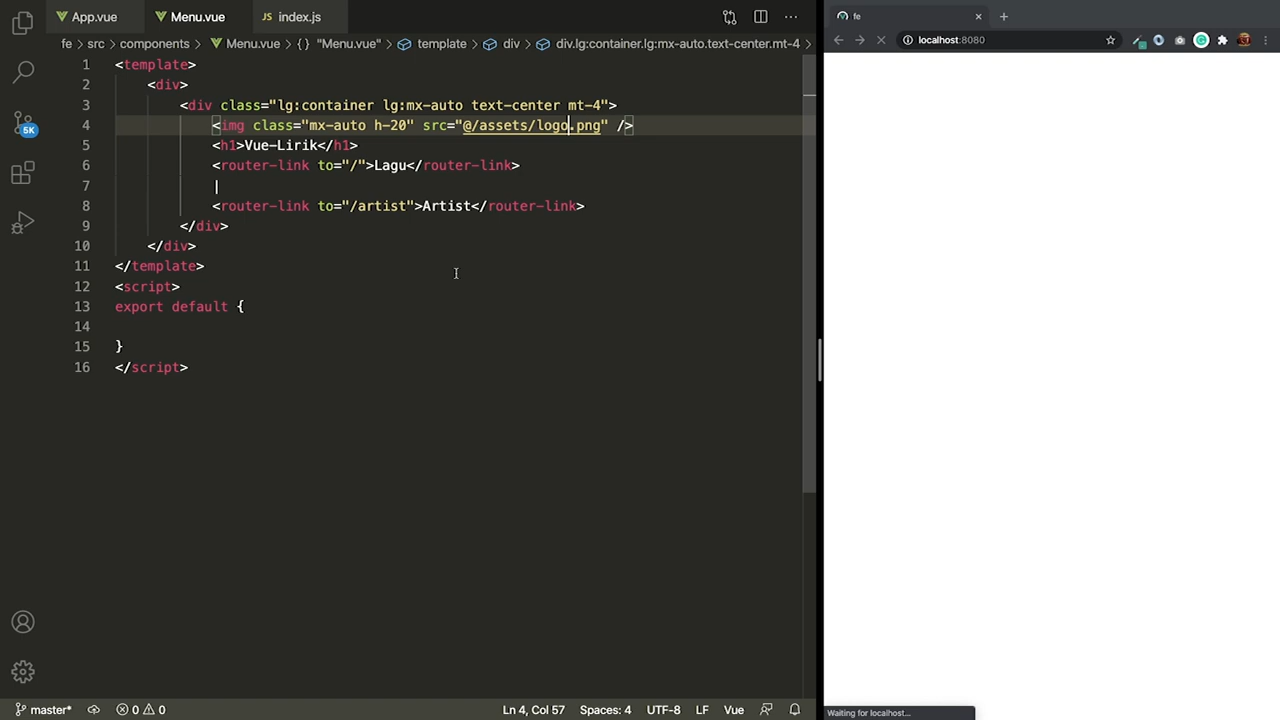 App.vue
Menu.vue
index.js
fe > src > components > Menu.vue > {} "Menu.vue" > template > div > div.lg:container.lg:mx-auto.text-center.mt-4 >
1 <template>
2 <div>
3 <div class="lg:container lg:mx-auto text-center mt-4">
4 <img class="mx-auto h-20" src="@/assets/logo.png" />
5 <h1>Vue-Lirik</h1>
6 <router-link to="/">Lagu</router-link>
7 |
8 <router-link to="/artist">Artist</router-link>
9 </div>
10 </div>
11 </template>
12 <script>
13 export default {
14
15 }
16 </script>
5K
master*
0 0
Ln 4, Col 57
Spaces: 4
UTF-8
LF
Vue
fe
localhost:8080
Waiting for localhost...